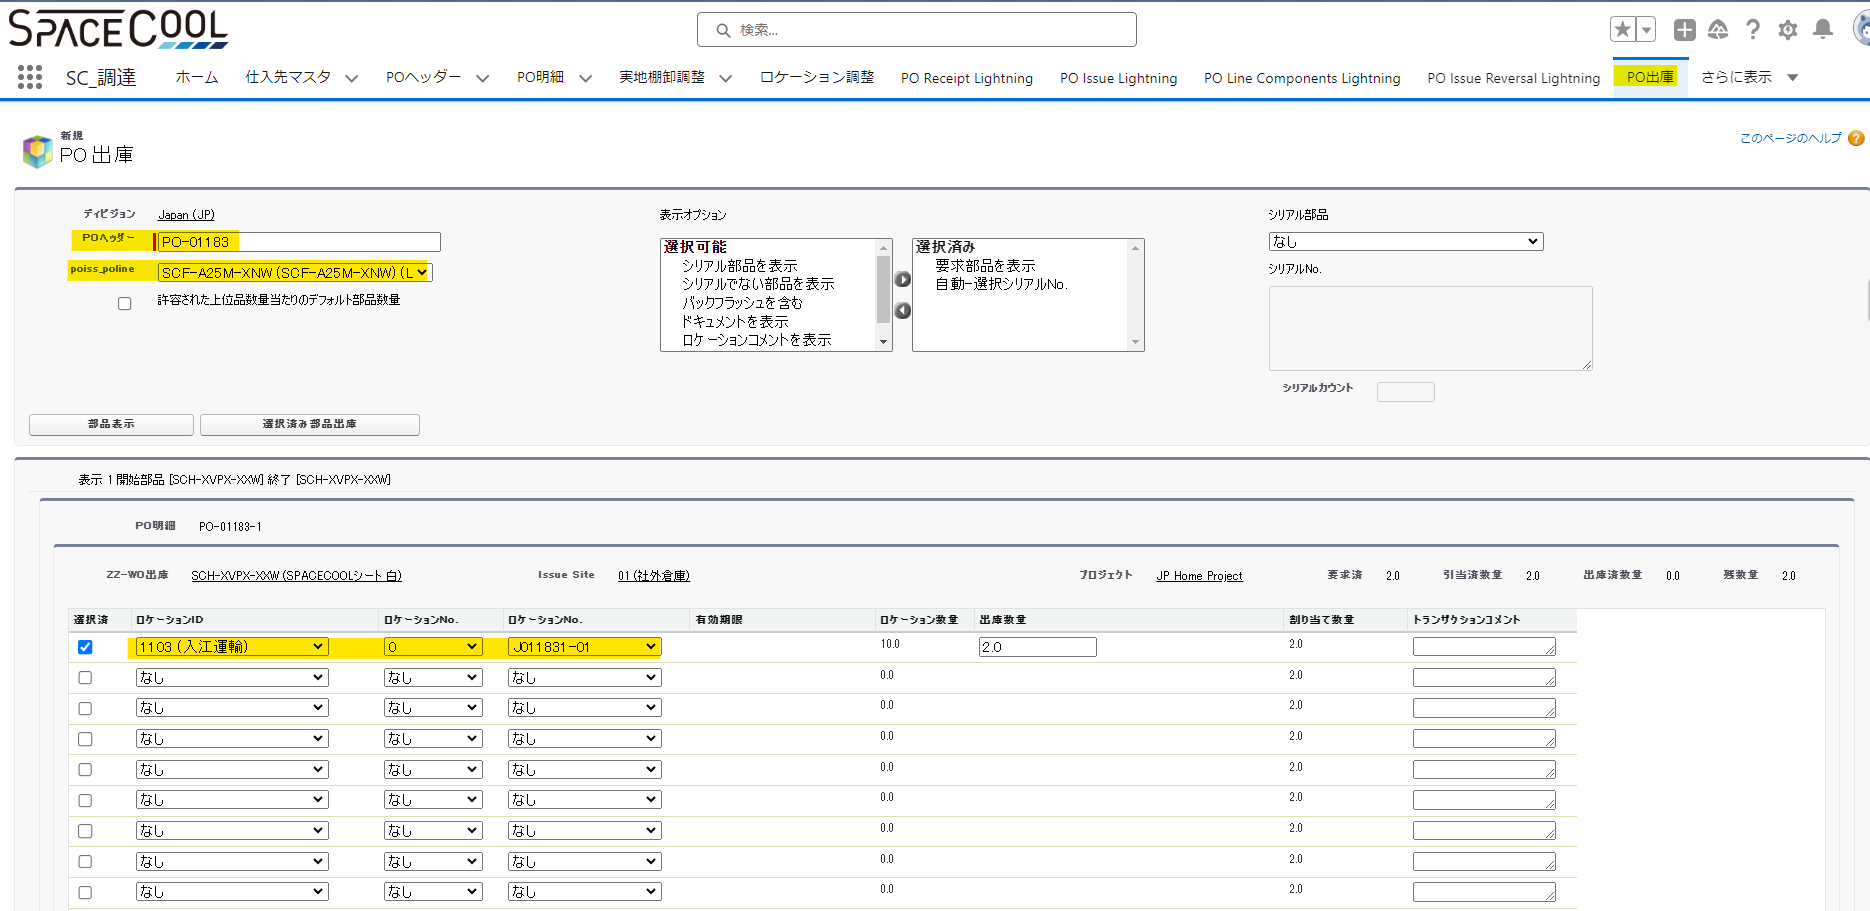 SPACECOOL
検索...
SC_調達
ホーム
仕入先マスタ
POヘッダー
PO明細
実地棚卸調整
ロケーション調整
PO Receipt Lightning
PO Issue Lightning
PO Line Components Lightning
PO Issue Reversal Lightning
PO出庫
さらに表示
新規
PO 出庫
このページのヘルプ
ディビジョン Japan (JP)
POヘッダー PO-01183
poiss_poline SCF-A25M-XNW (SCF-A25M-XNW) (L
許容された上位品数量当たりのデフォルト部品数量
表示オプション
選択可能
シリアル部品を表示
シリアルでない部品を表示
バックフラッシュを含む
ドキュメントを表示
ロケーションコメントを表示
選択済み
要求部品を表示
自動-選択シリアルNo.
シリアル部品
なし
シリアルNo.
シリアルカウント
部品表示 選択済み部品出庫
表示 1 開始部品 [SCH-XVPX-XXW] 終了 [SCH-XVPX-XXW]
PO明細 PO-01183-1
ZZ-WO出庫 SCH-XVPX-XXW (SPACECOOLシート 白) Issue Site 01 (社外倉庫) プロジェクト JP Home Project 要求済 2.0 引当済数量 2.0 出庫済数量 0.0 残数量 2.0
選択済 ロケーションID ロケーションNo. ロケーションNo. 有効期限 ロケーション数量 出庫数量 割り当て数量 トランザクションコメント
1103 (入江運輸) 0 J011831-01 10.0 2.0 2.0
なし なし なし 0.0 2.0
なし なし なし 0.0 2.0
なし なし なし 0.0 2.0
なし なし なし 0.0 2.0
なし なし なし 0.0 2.0
なし なし なし 0.0 2.0
なし なし なし 0.0 2.0
なし なし なし 0.0 2.0